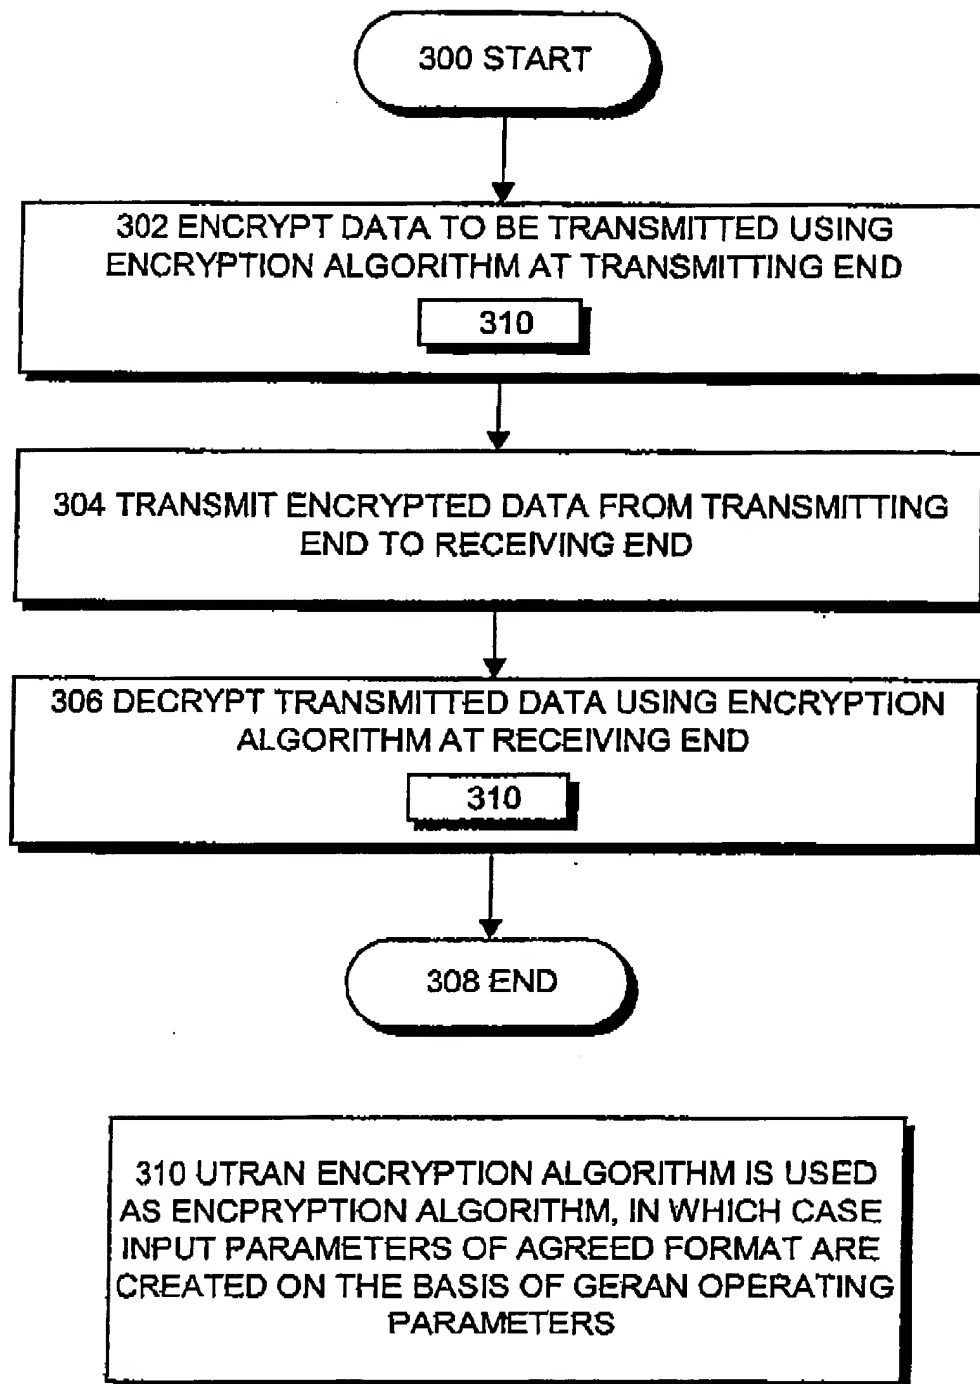 300 START
302 ENCRYPT DATA TO BE TRANSMITTED USING
ENCRYPTION ALGORITHM AT TRANSMITTING END
310
304 TRANSMIT ENCRYPTED DATA FROM TRANSMITTING
END TO RECEIVING END
306 DECRYPT TRANSMITTED DATA USING ENCRYPTION
ALGORITHM AT RECEIVING END
310
308 END
310 UTRAN ENCRYPTION ALGORITHM IS USED
AS ENCPRYPTION ALGORITHM, IN WHICH CASE
INPUT PARAMETERS OF AGREED FORMAT ARE
CREATED ON THE BASIS OF GERAN OPERATING
PARAMETERS